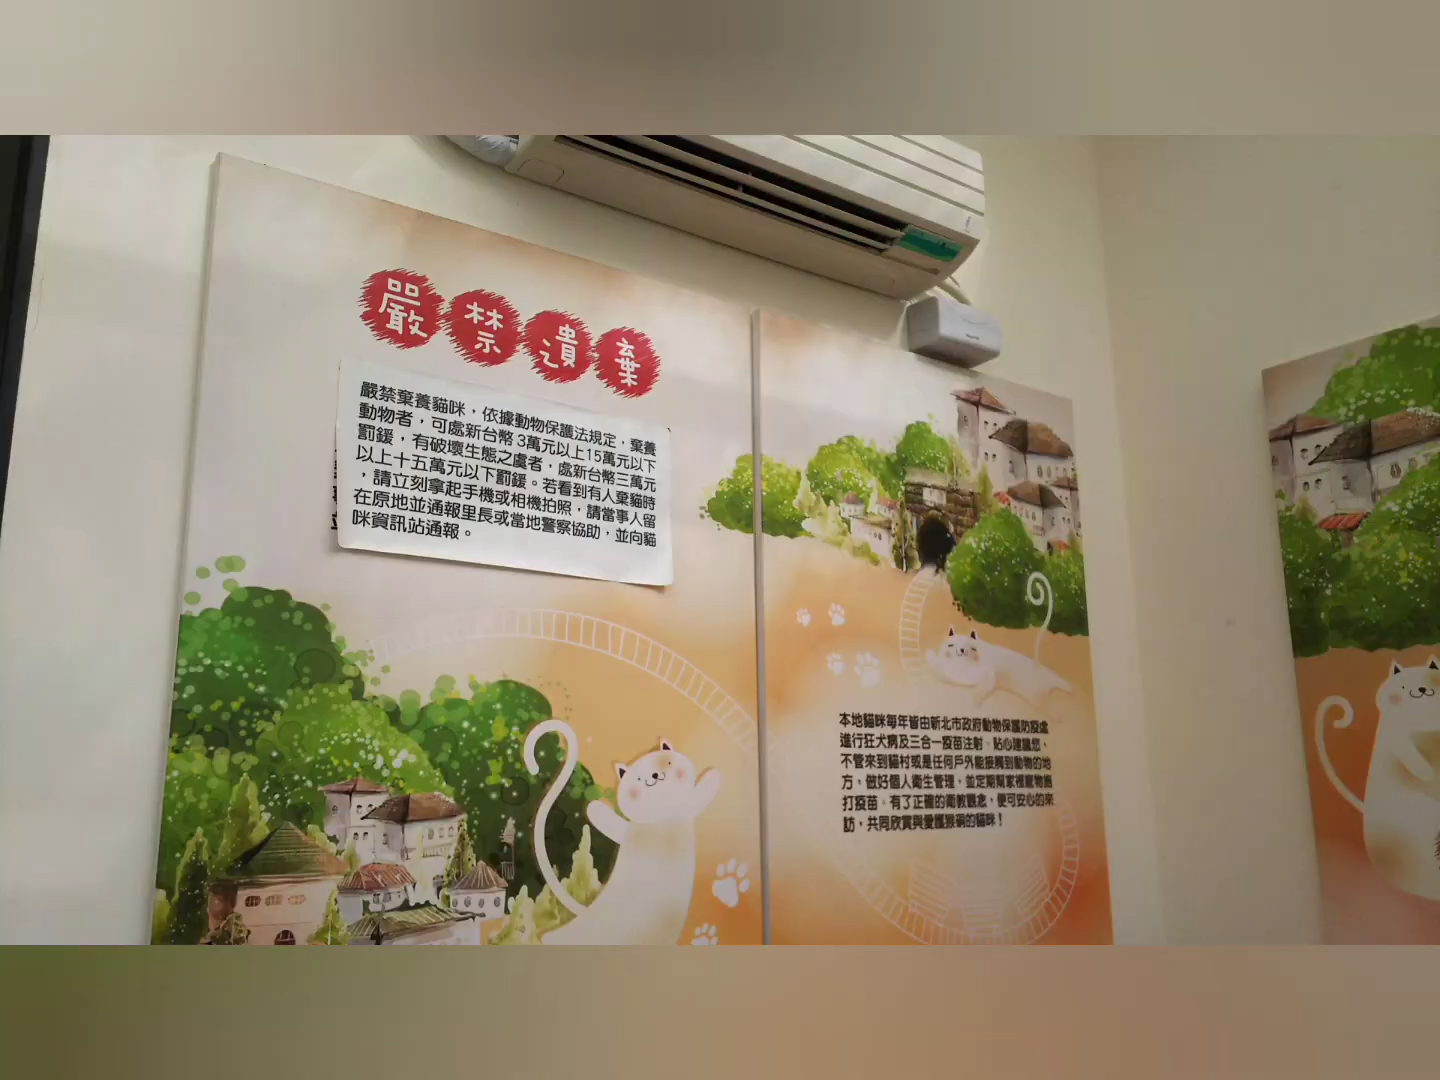 嚴禁遺棄
嚴禁棄養貓咪，依據動物保護法規定，棄養
動物者，可處新台幣3萬元以上15萬元以下
罰鍰，有破壞生態之虞者，處新台幣三萬元
以上十五萬元以下罰鍰。若看到有人棄貓時
，請立刻拿起手機或相機拍照，請當事人留
在原地並通報里長或當地警察協助，並向貓
咪資訊站通報。
本地貓咪每年皆由新北市政府動物保護防疫處
進行狂犬病及三合一疫苗注射。貼心建議您，
不管來到貓村或是任何戶外能接觸到動物的地
方，做好個人衛生管理，並定期幫家裡寵物施
打疫苗。有了正確的衛教觀念，便可安心的來
訪，共同欣賞與愛護猴硐的貓咪！